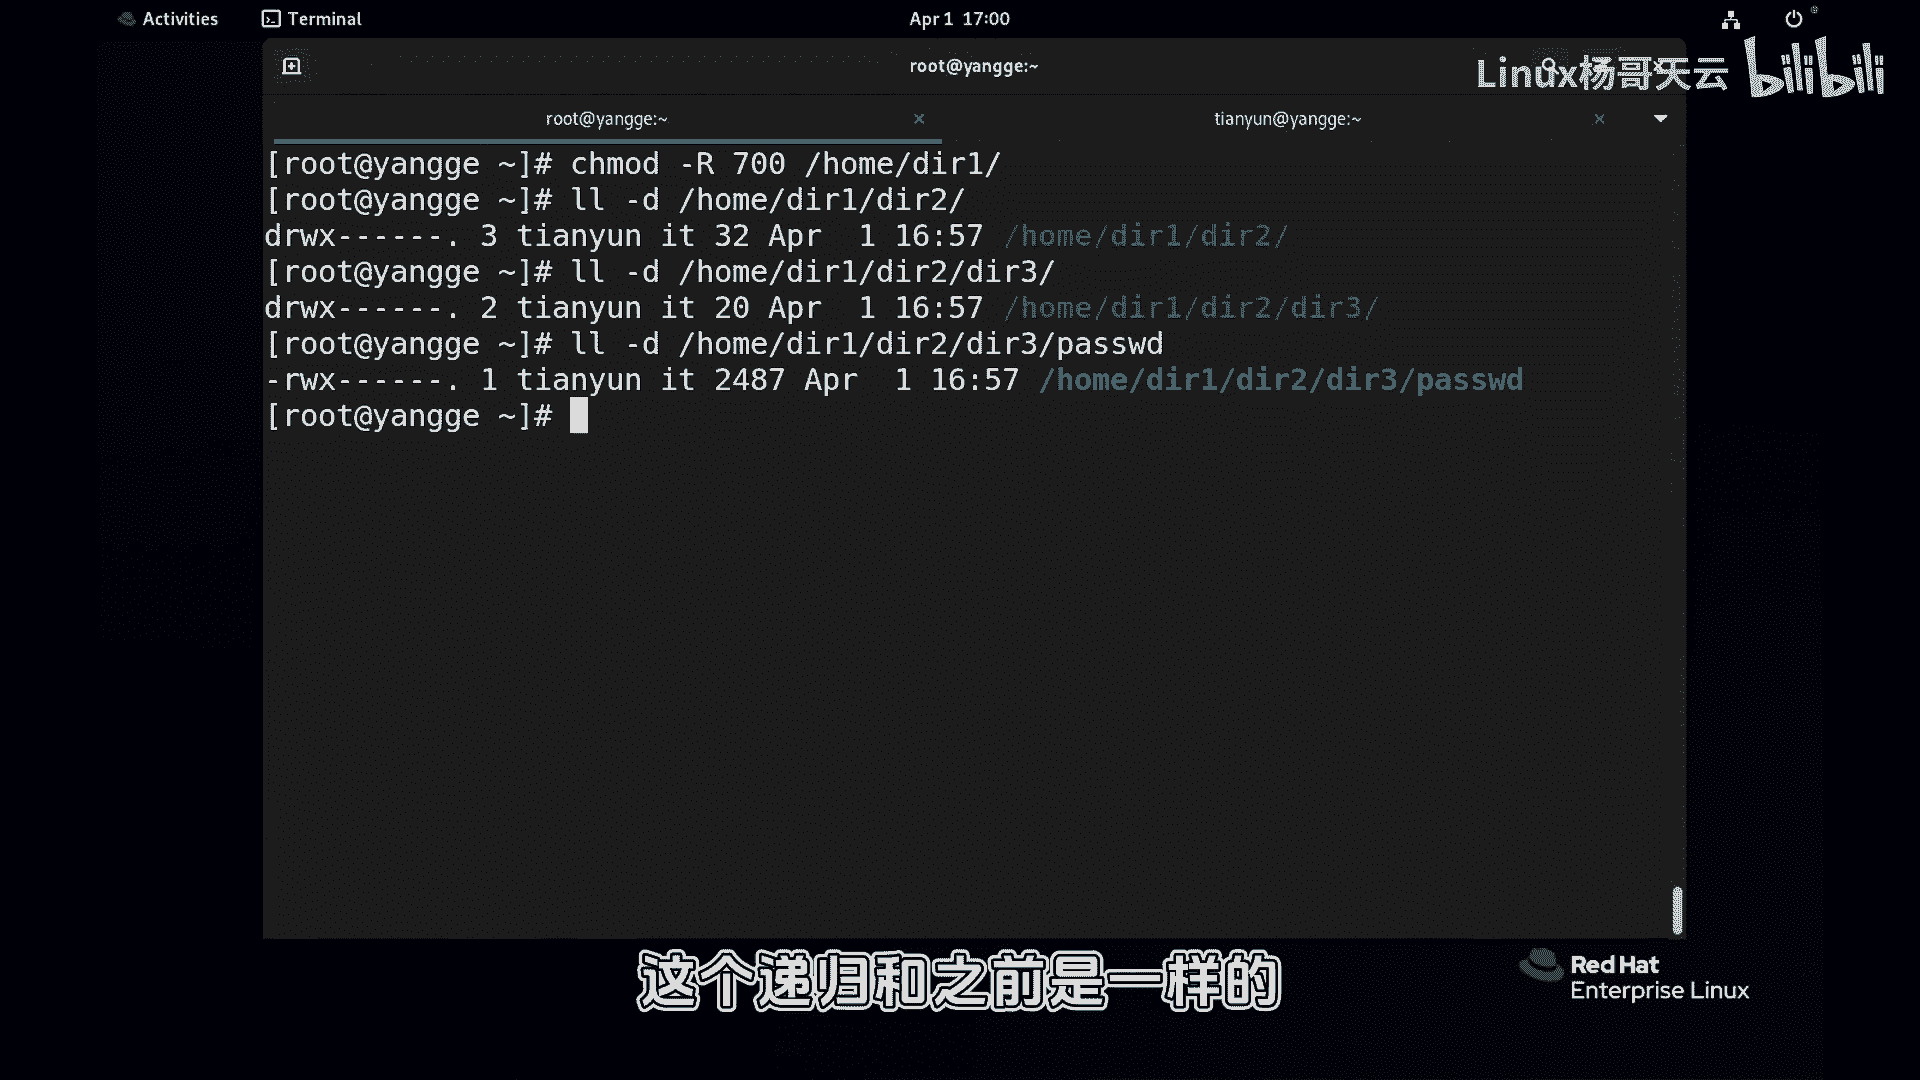 Activities
Terminal
Apr 1 17:00
root@yangge:~
Linux杨哥天云
bilibili
root@yangge:~
tianyun@yangge:~
[root@yangge ~]# chmod -R 700 /home/dir1/
[root@yangge ~]# ll -d /home/dir1/dir2/
drwx------. 3 tianyun it 32 Apr  1 16:57 /home/dir1/dir2/
[root@yangge ~]# ll -d /home/dir1/dir2/dir3/
drwx------. 2 tianyun it 20 Apr  1 16:57 /home/dir1/dir2/dir3/
[root@yangge ~]# ll -d /home/dir1/dir2/dir3/passwd
-rwx------. 1 tianyun it 2487 Apr  1 16:57 /home/dir1/dir2/dir3/passwd
[root@yangge ~]#
这个递归和之前是一样的
Red Hat
Enterprise Linux